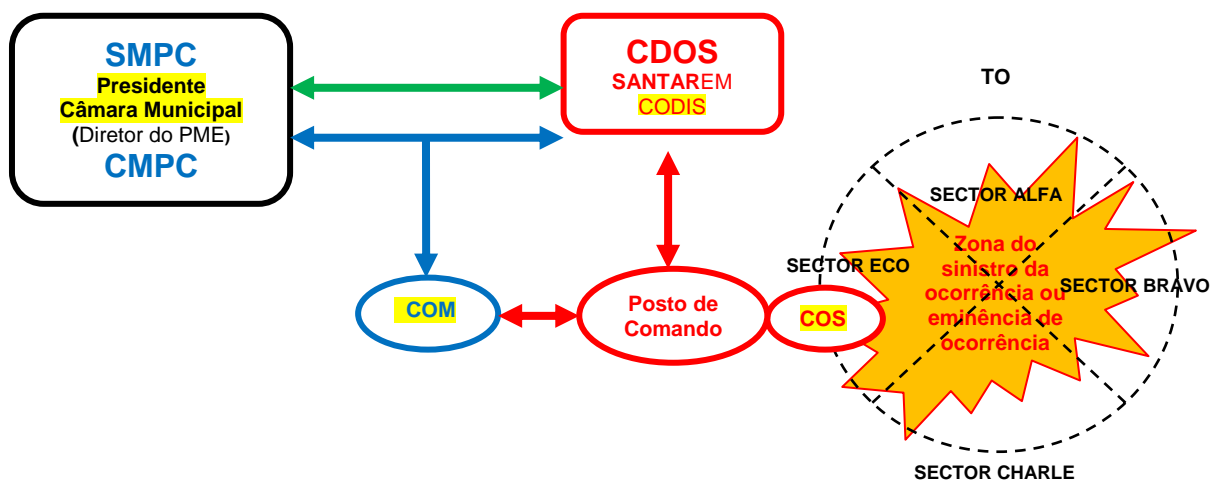 SMPC
Presidente
Câmara Municipal
(Diretor do PME)
CMPC
CDOS
SANTAREM
CODIS
TO
SECTOR ALFA
Zona do
sinistro da
ocorrência ou
eminência de
ocorrência
SECTOR ECO
SECTOR BRAVO
COM
Posto de
Comando
COS
SECTOR CHARLE